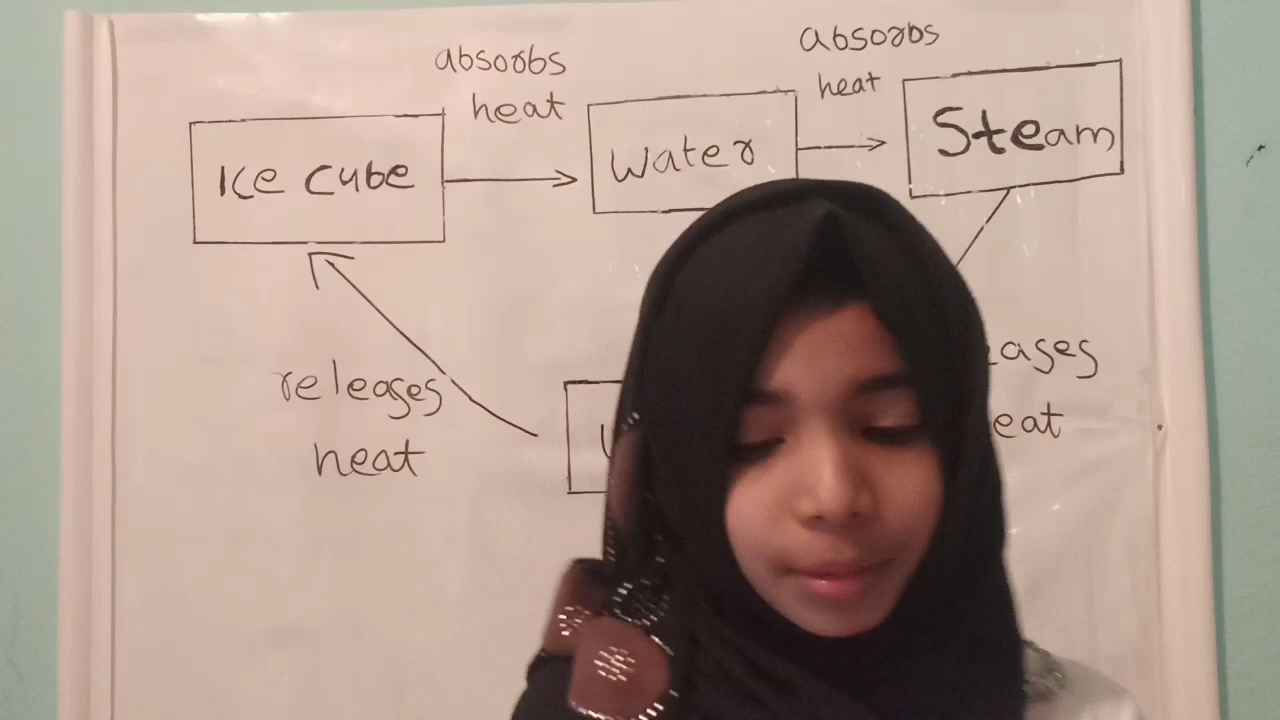 absorbs
heat
absorbs
heat
Ice cube
Water
Steam
releases
heat